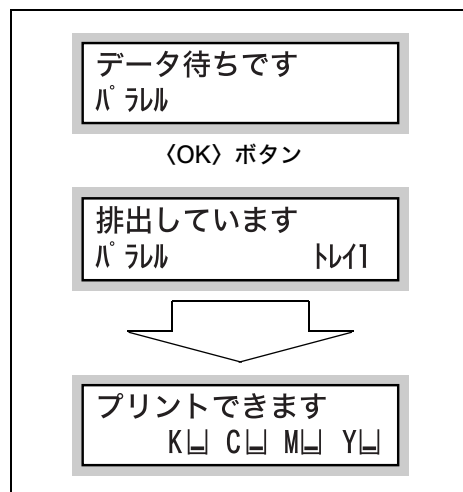 データ待ちです
ﾊﾟﾗﾚﾙ
〈OK〉ボタン
排出しています
ﾊﾟﾗﾚﾙ ﾄﾚｲ1
プリントできます
K C M Y